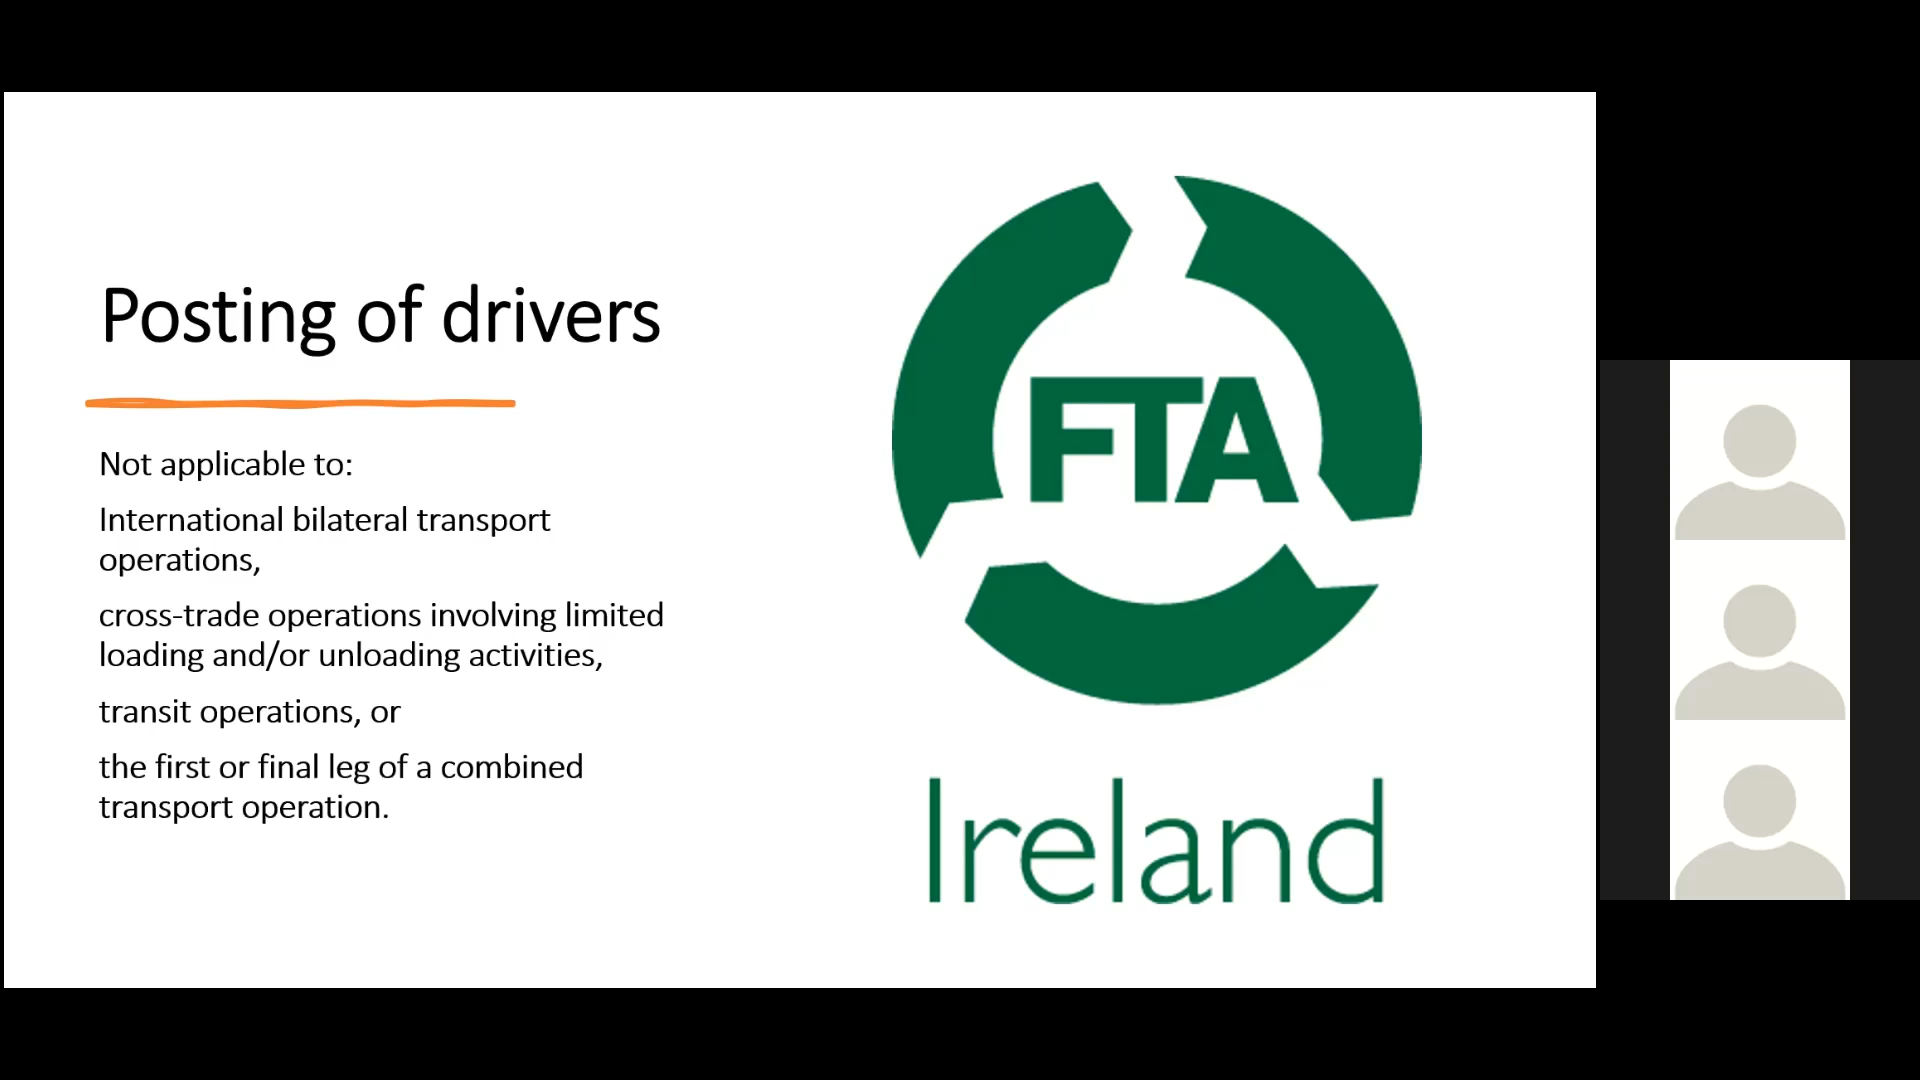 Posting of drivers
Not applicable to:
International bilateral transport
operations,
cross-trade operations involving limited
loading and/or unloading activities,
transit operations, or
the first or final leg of a combined
transport operation.
FTA
Ireland